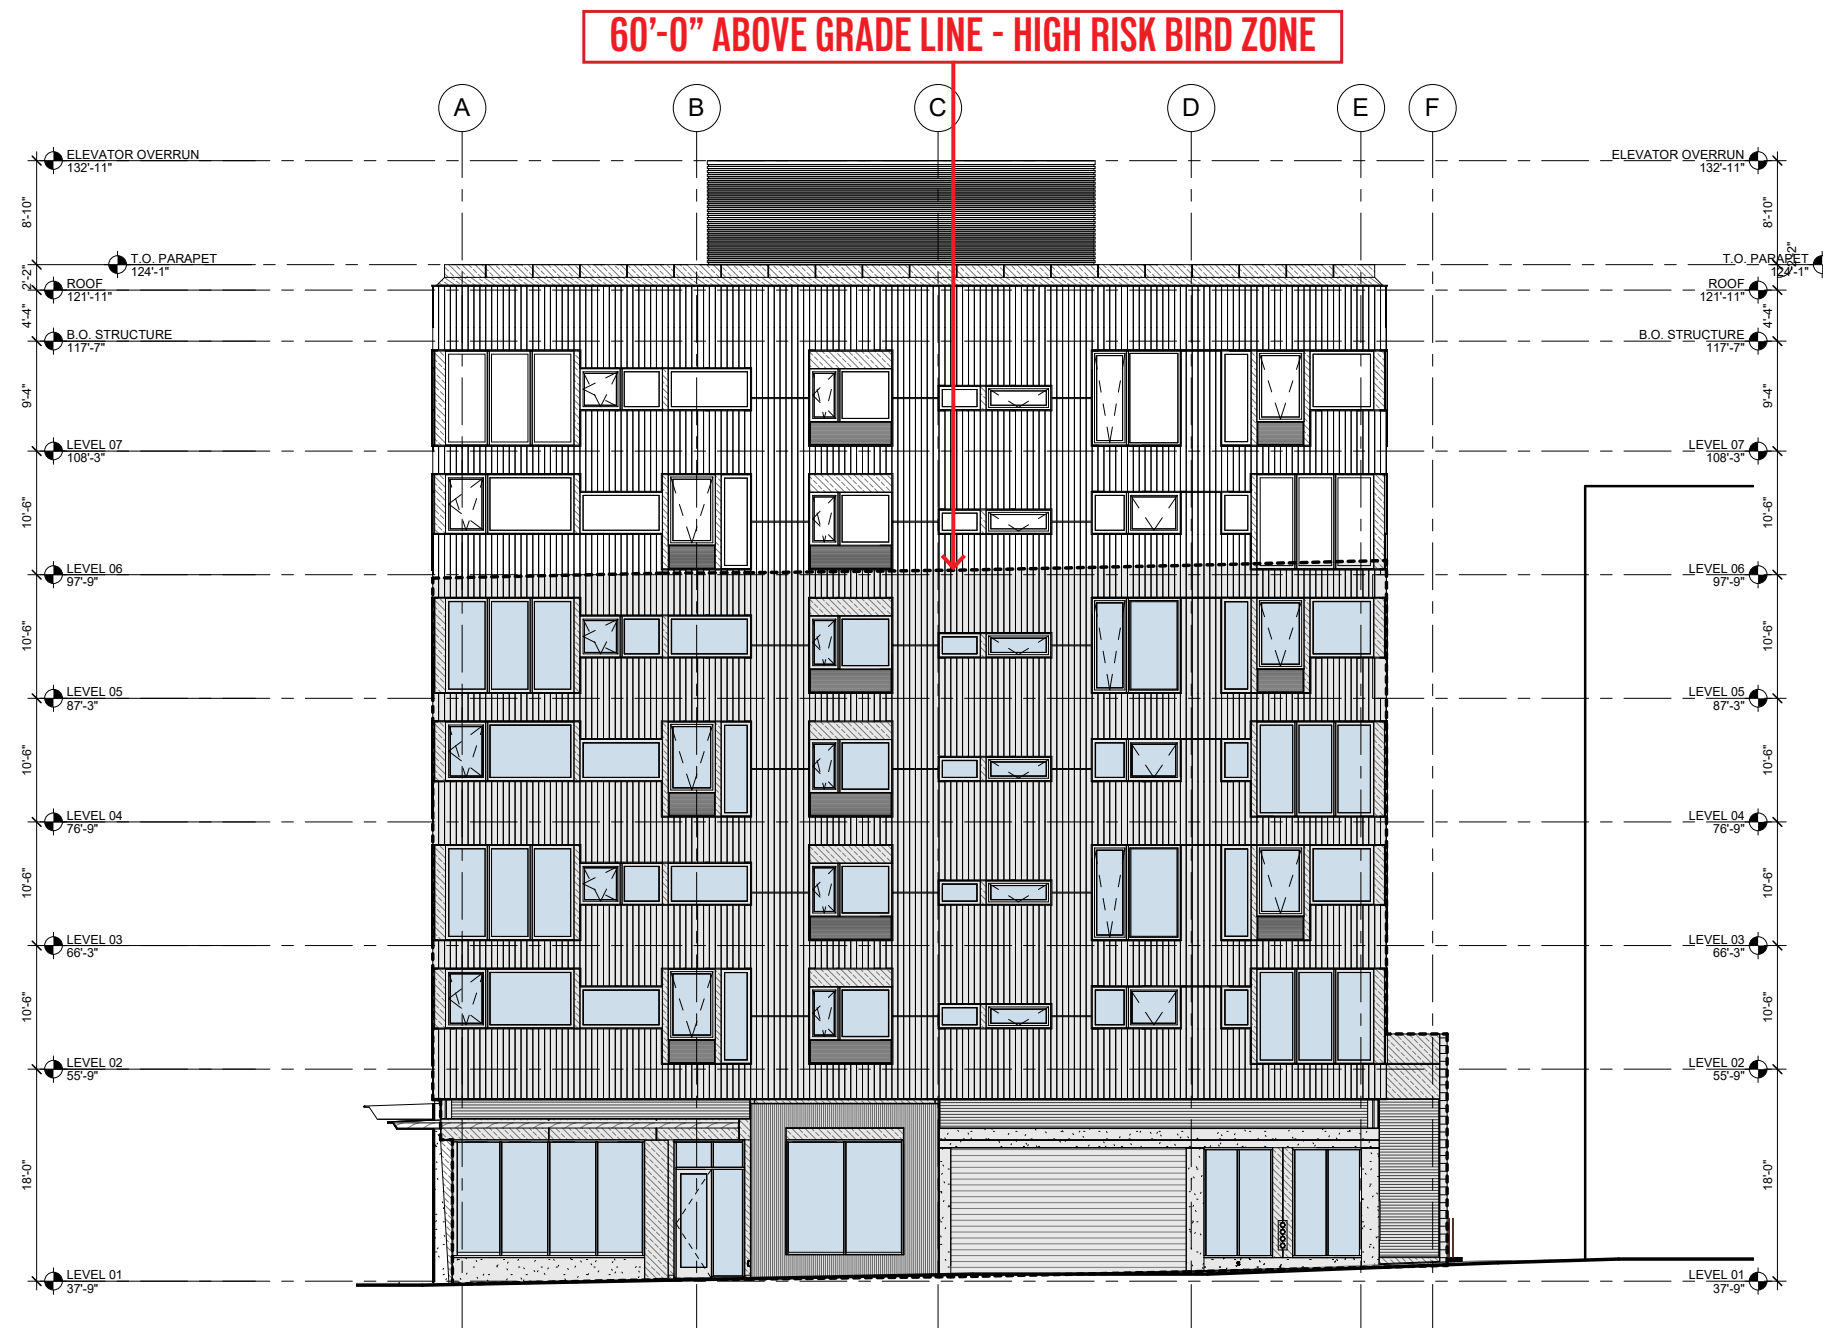 60’-0” ABOVE GRADE LINE - HIGH RISK BIRD ZONE
A
B
C
D
E
F
ELEVATOR OVERRUN
132'-11"
8'-10"
T.O. PARAPET
124'-1"
2'-2"
ROOF
121'-11"
4'-4"
B.O. STRUCTURE
117'-7"
9'-4"
LEVEL 07
108'-3"
10'-6"
LEVEL 06
97'-9"
10'-6"
LEVEL 05
87'-3"
10'-6"
LEVEL 04
76'-9"
10'-6"
LEVEL 03
66'-3"
10'-6"
LEVEL 02
55'-9"
18'-0"
LEVEL 01
37'-9"
ELEVATOR OVERRUN
132'-11"
8'-10"
T.O. PARAPET
124'-1"
2'-2"
ROOF
121'-11"
4'-4"
B.O. STRUCTURE
117'-7"
9'-4"
LEVEL 07
108'-3"
10'-6"
LEVEL 06
97'-9"
10'-6"
LEVEL 05
87'-3"
10'-6"
LEVEL 04
76'-9"
10'-6"
LEVEL 03
66'-3"
10'-6"
LEVEL 02
55'-9"
18'-0"
LEVEL 01
37'-9"